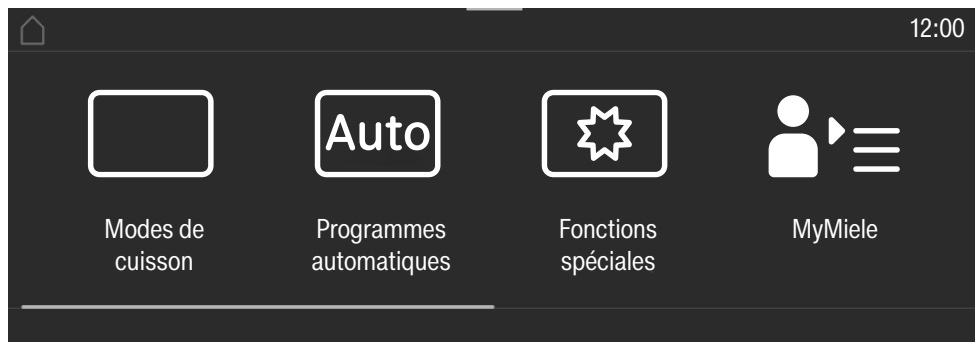 12:00
Auto
Modes de
cuisson
Programmes
automatiques
Fonctions
spéciales
MyMiele